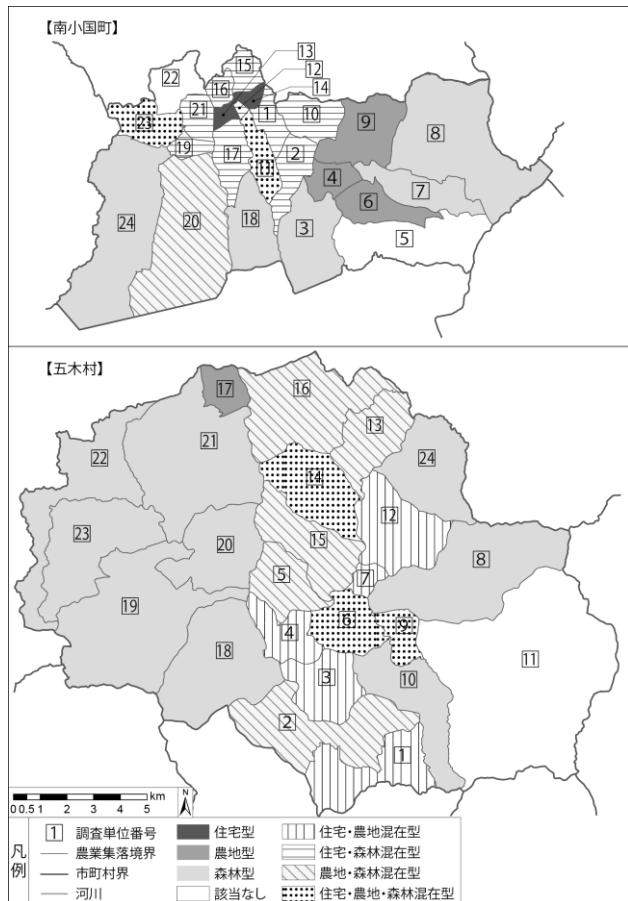 【南小国町】
13
15
12
22
14
16
21
1
10
9
8
23
19
17
11
2
4
7
6
24
20
18
3
5
【五木村】
17
16
13
21
22
24
14
12
23
20
15
8
5
7
19
6
9
4
11
18
3
10
2
1
0 0.5 1 2 3 4 5 km
N
凡例
1 調査単位番号
農業集落境界
市町村界
河川
住宅型
農地型
森林型
該当なし
住宅・農地混在型
住宅・森林混在型
農地・森林混在型
住宅・農地・森林混在型